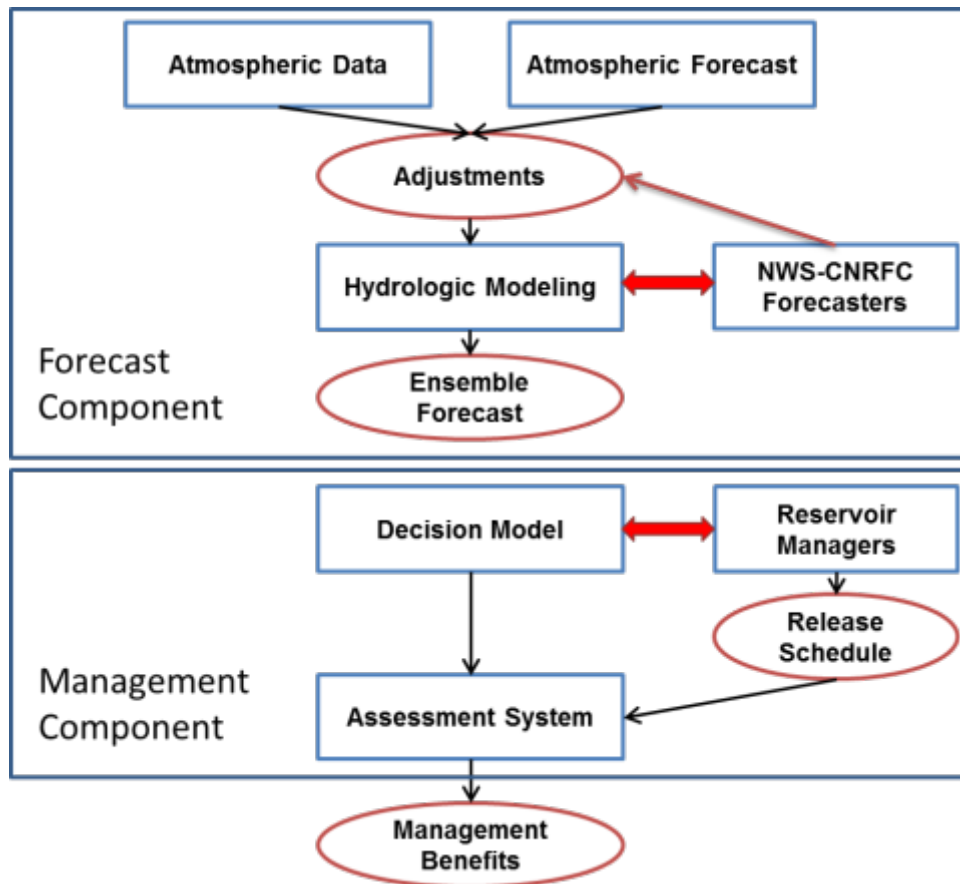 Atmospheric Data
Atmospheric Forecast
Adjustments
Hydrologic Modeling
NWS-CNRFC
Forecasters
Forecast
Component
Ensemble
Forecast
Decision Model
Reservoir
Managers
Release
Schedule
Management
Component
Assessment System
Management
Benefits